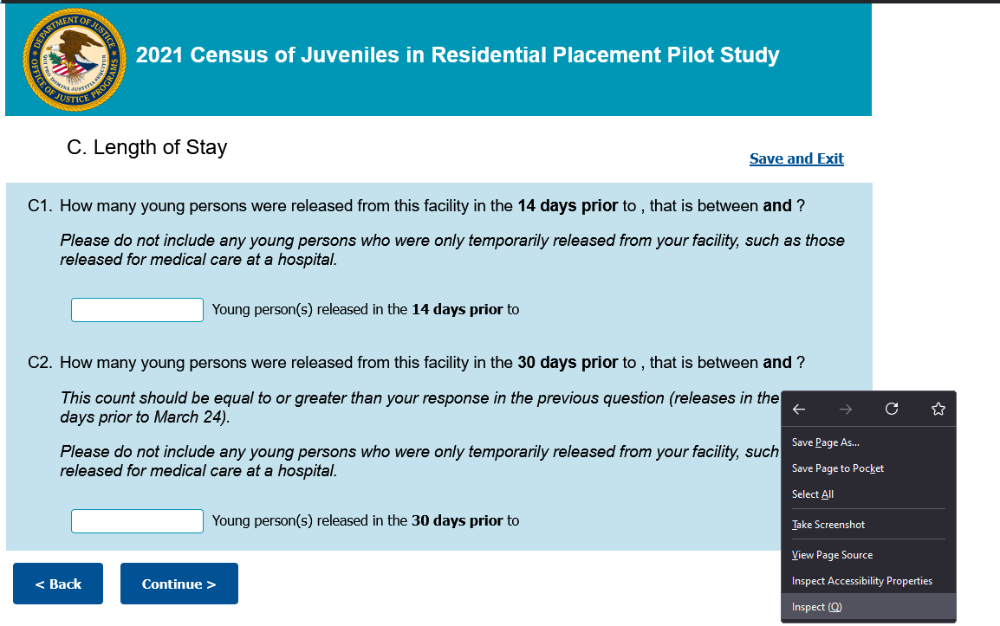 DEPARTMENT OF JUSTICE
QUI PRO DOMINA JUSTITIA SEQUITUR
OFFICE OF JUSTICE PROGRAMS
2021 Census of Juveniles in Residential Placement Pilot Study
C. Length of Stay
Save and Exit
C1. How many young persons were released from this facility in the 14 days prior to , that is between and ?
Please do not include any young persons who were only temporarily released from your facility, such as those
released for medical care at a hospital.
Young person(s) released in the 14 days prior to
C2. How many young persons were released from this facility in the 30 days prior to , that is between and ?
This count should be equal to or greater than your response in the previous question (releases in the
days prior to March 24).
Please do not include any young persons who were only temporarily released from your facility, such
released for medical care at a hospital.
Young person(s) released in the 30 days prior to
< Back
Continue >
Save Page As...
Save Page to Pocket
Select All
Take Screenshot
View Page Source
Inspect Accessibility Properties
Inspect (Q)